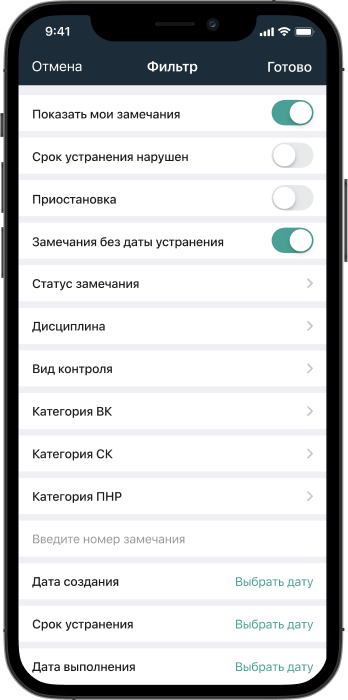 9:41
Отмена Фильтр Готово
Показать мои замечания
Срок устранения нарушен
Приостановка
Замечания без даты устранения
Статус замечания
Дисциплина
Вид контроля
Категория ВК
Категория СК
Категория ПНР
Введите номер замечания
Дата создания Выбрать дату
Срок устранения Выбрать дату
Дата выполнения Выбрать дату